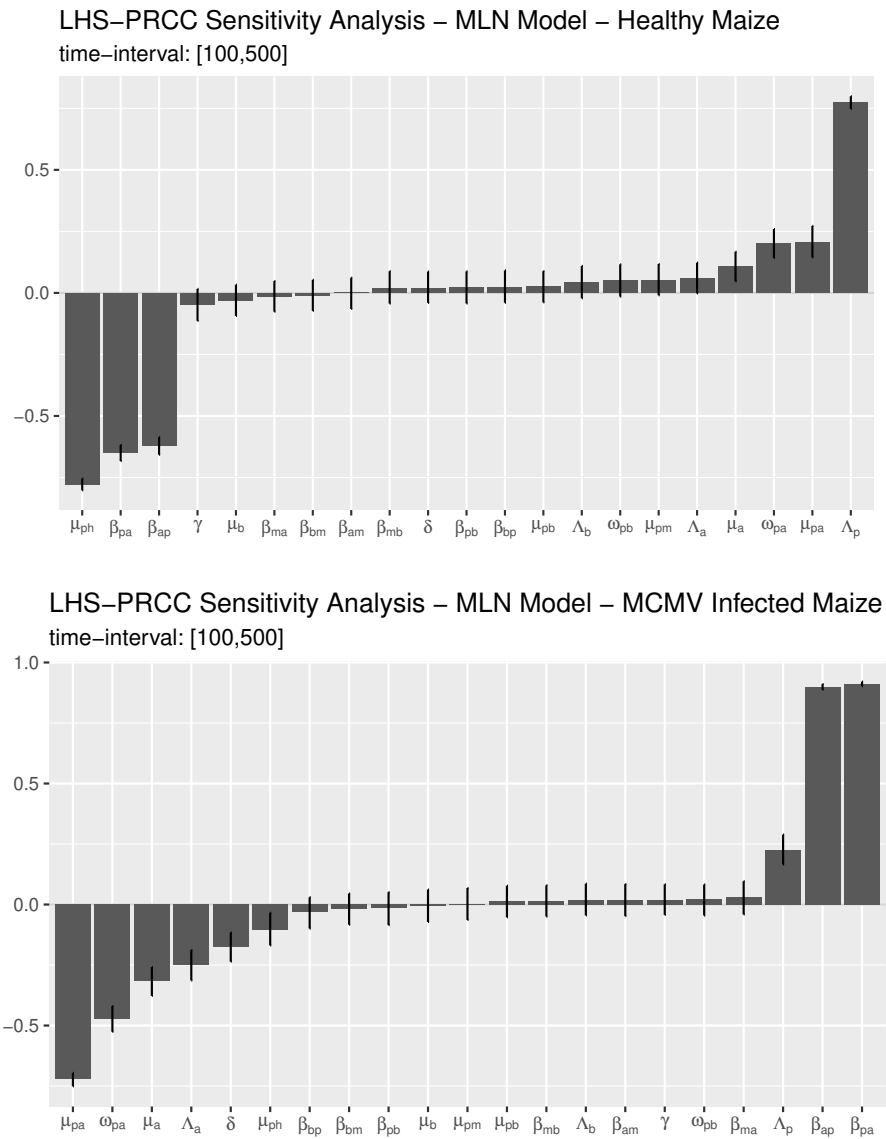 LHS−PRCC Sensitivity Analysis − MLN Model − Healthy Maize
time−interval: [100,500]
0.5
0.0
−0.5
μph βpa βap γ μb βma βbm βam βmb δ βpb βbp μpb Λb ωpb μpm Λa μa ωpa μpa Λp
LHS−PRCC Sensitivity Analysis − MLN Model − MCMV Infected Maize
time−interval: [100,500]
1.0
0.5
0.0
−0.5
μpa ωpa μa Λa δ μph βbp βbm βpb μb μpm μpb βmb Λb βam γ ωpb βma Λp βap βpa